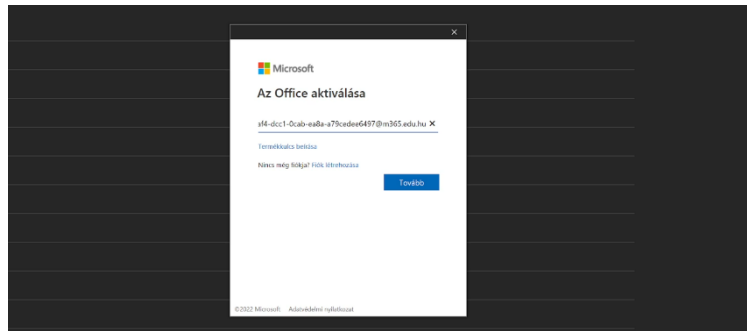 Microsoft
Az Office aktiválása
af4-dcc1-0cab-ea8a-a79cedee6497@m365.edu.hu
Termékkulcs beírása
Nincs még fiókja? Fiók létrehozása
Tovább
©2022 Microsoft Adatvédelmi nyilatkozat